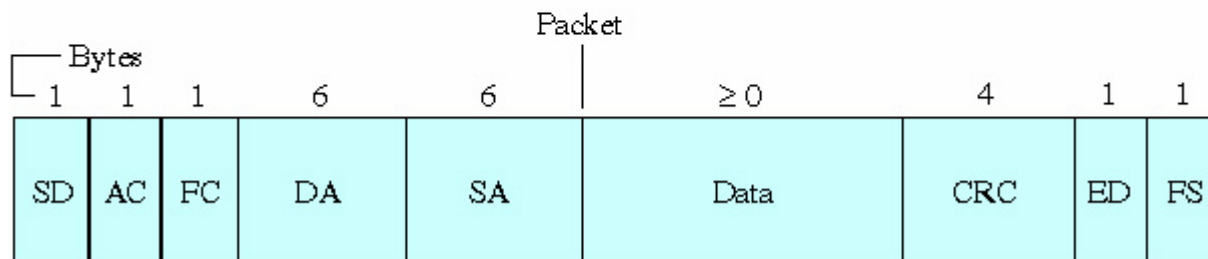 Packet
Bytes
1 1 1 6 6 ≥ 0 4 1 1
SD AC FC DA SA Data CRC ED FS